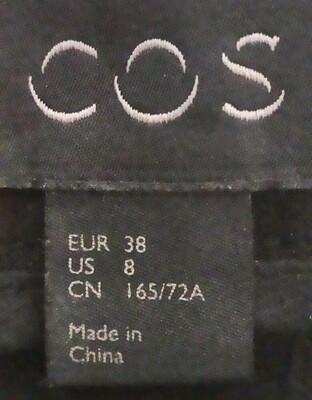 COS
EUR 38
US 8
CN 165/72A
Made in
China